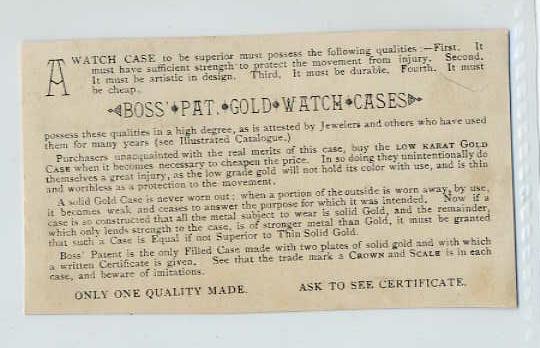 A WATCH CASE to be superior must possess the following qualities:—First. It
must have sufficient strength to protect the movement from injury. Second.
It must be artistic in design. Third. It must be durable. Fourth. It must
be cheap.
BOSS' PAT. GOLD WATCH CASES
possess these qualities in a high degree, as is attested by Jewelers and others who have used
them for many years (see Illustrated Catalogue.)
Purchasers unacquainted with the real merits of this case, buy the LOW KARAT GOLD
CASE when it becomes necessary to cheapen the price. In so doing they unintentionally do
themselves a great injury, as the low grade gold will not hold its color with use, and is thin
and worthless as a protection to the movement.
A solid Gold Case is never worn out; when a portion of the outside is worn away, by use,
it becomes weak and ceases to answer the purpose for which it was intended. Now if a
case is so constructed that all the metal subject to wear is solid Gold, and the remainder,
which only lends strength to the case, is of stronger metal than Gold, it must be granted
that such a Case is Equal if not Superior to Thin Solid Gold.
Boss' Patent is the only Filled Case made with two plates of solid gold and with which
a written Certificate is given. See that the trade mark a CROWN and SCALE is in each
case, and beware of imitations.
ONLY ONE QUALITY MADE. ASK TO SEE CERTIFICATE.